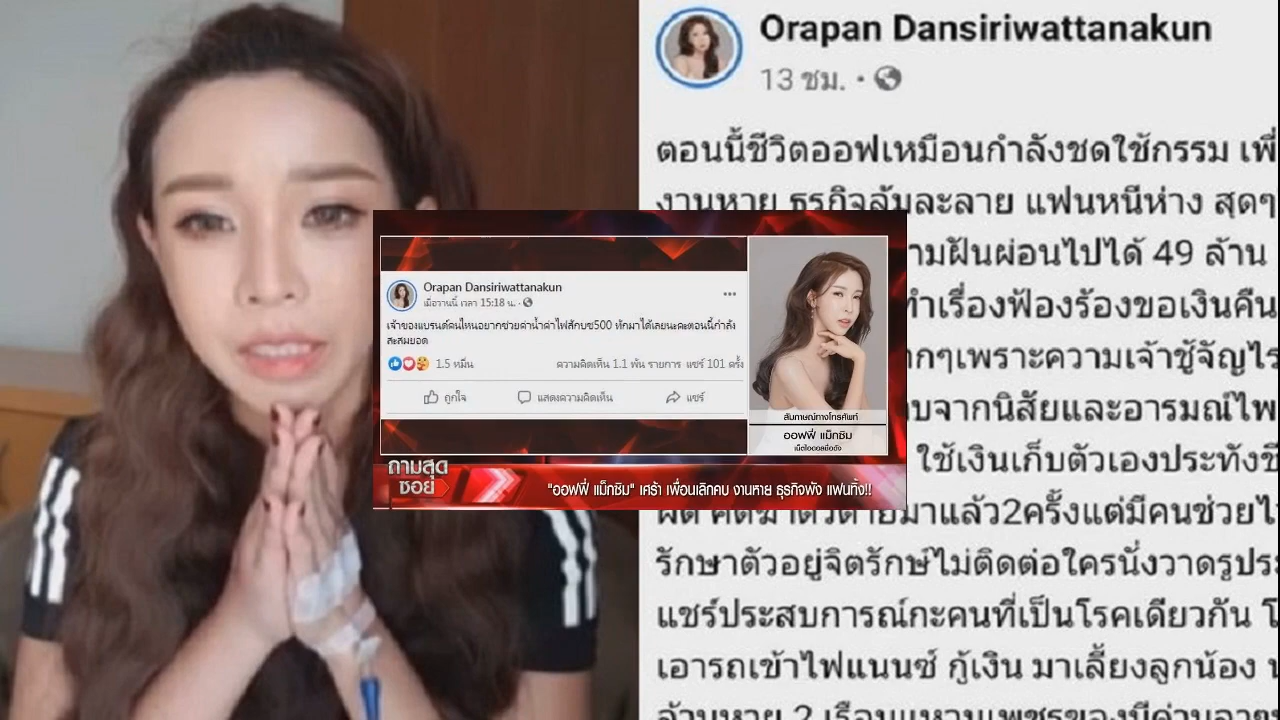 Orapan Dansiriwattanakun
13 ชม.
ตอนนี้ชีวิตออฟเหมือนกำลังชดใช้กรรม
งานหาย ธุรกิจล้มละลาย แฟนหนีห่าง สุดๆ
ามฝันผ่อนไปได้ 49 ล้าน
ทำเรื่องฟ้องร้องขอเงินคืน
ากๆเพราะความเจ้าชู้จัญไร
บจากนิสัยและอารมณ์ไพ
ใช้เงินเก็บตัวเองประทังชี
มาแล้ว2ครั้งแต่มีคนช่วยไ
รักษาตัวอยู่จิตรักษ์ไม่ติดต่อใครนั่งวาดรูประ
แชร์ประสบการณ์กะคนที่เป็นโรคเดียวกัน
เอารถเข้าไฟแนนซ์ กู้เงิน มาเลี้ยงลูกน้อง
ล้านหาย 2 เรือนแหวนเพชรของมีค่า
Orapan Dansiriwattanakun
เมื่อวานนี้ เวลา 15:18 น.
เจ้าของแบรนด์คนไหนอยากช่วยค่าน้ำค่าไฟสักบช500 ทักมาได้เลยนะคะตอนนี้กำลัง
สะสมยอด
1.5 หมื่น ความคิดเห็น 1.1 พัน รายการ แชร์ 101 ครั้ง
ถูกใจ แสดงความคิดเห็น แชร์
สัมภาษณ์ทางโทรศัพท์
ออฟฟี่ แม็กซิม
เน็ตไอดอลชื่อดัง
ถามสุด
ซอย
"ออฟฟี่ แม็กซิม" เศร้า เพื่อนเลิกคบ งานหาย ธุรกิจพัง แฟนทิ้ง!!